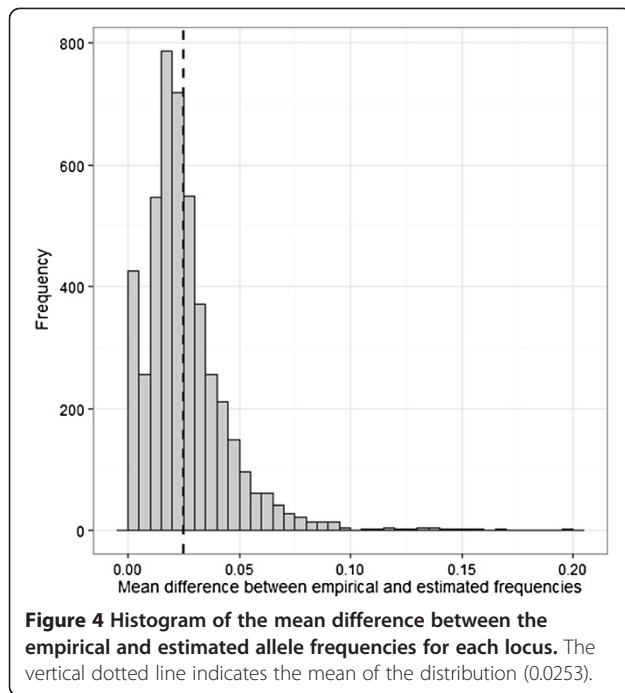 800
600
400
200
0
Frequency
0.00 0.05 0.10 0.15 0.20
Mean difference between empirical and estimated frequencies
Figure 4 Histogram of the mean difference between the
empirical and estimated allele frequencies for each locus. The
vertical dotted line indicates the mean of the distribution (0.0253).